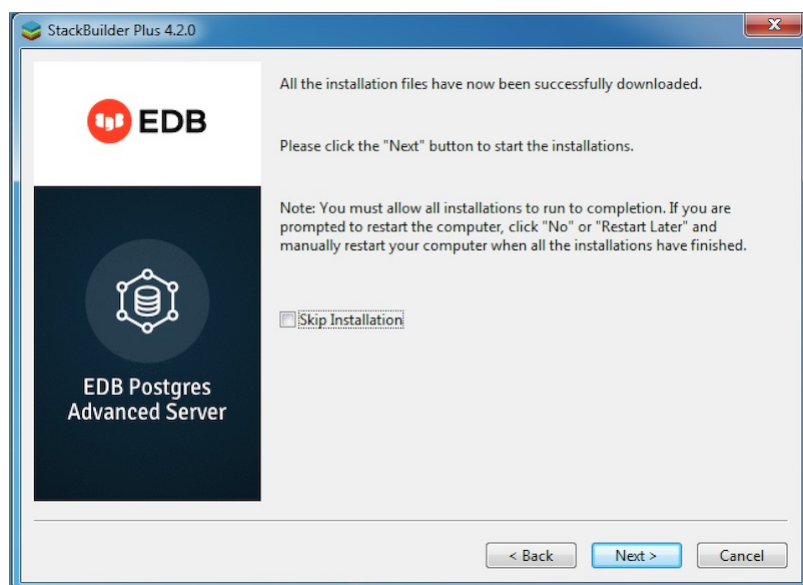 StackBuilder Plus 4.2.0
EDB
EDB Postgres
Advanced Server
All the installation files have now been successfully downloaded.
Please click the "Next" button to start the installations.
Note: You must allow all installations to run to completion. If you are
prompted to restart the computer, click "No" or "Restart Later" and
manually restart your computer when all the installations have finished.
Skip Installation
< Back
Next >
Cancel